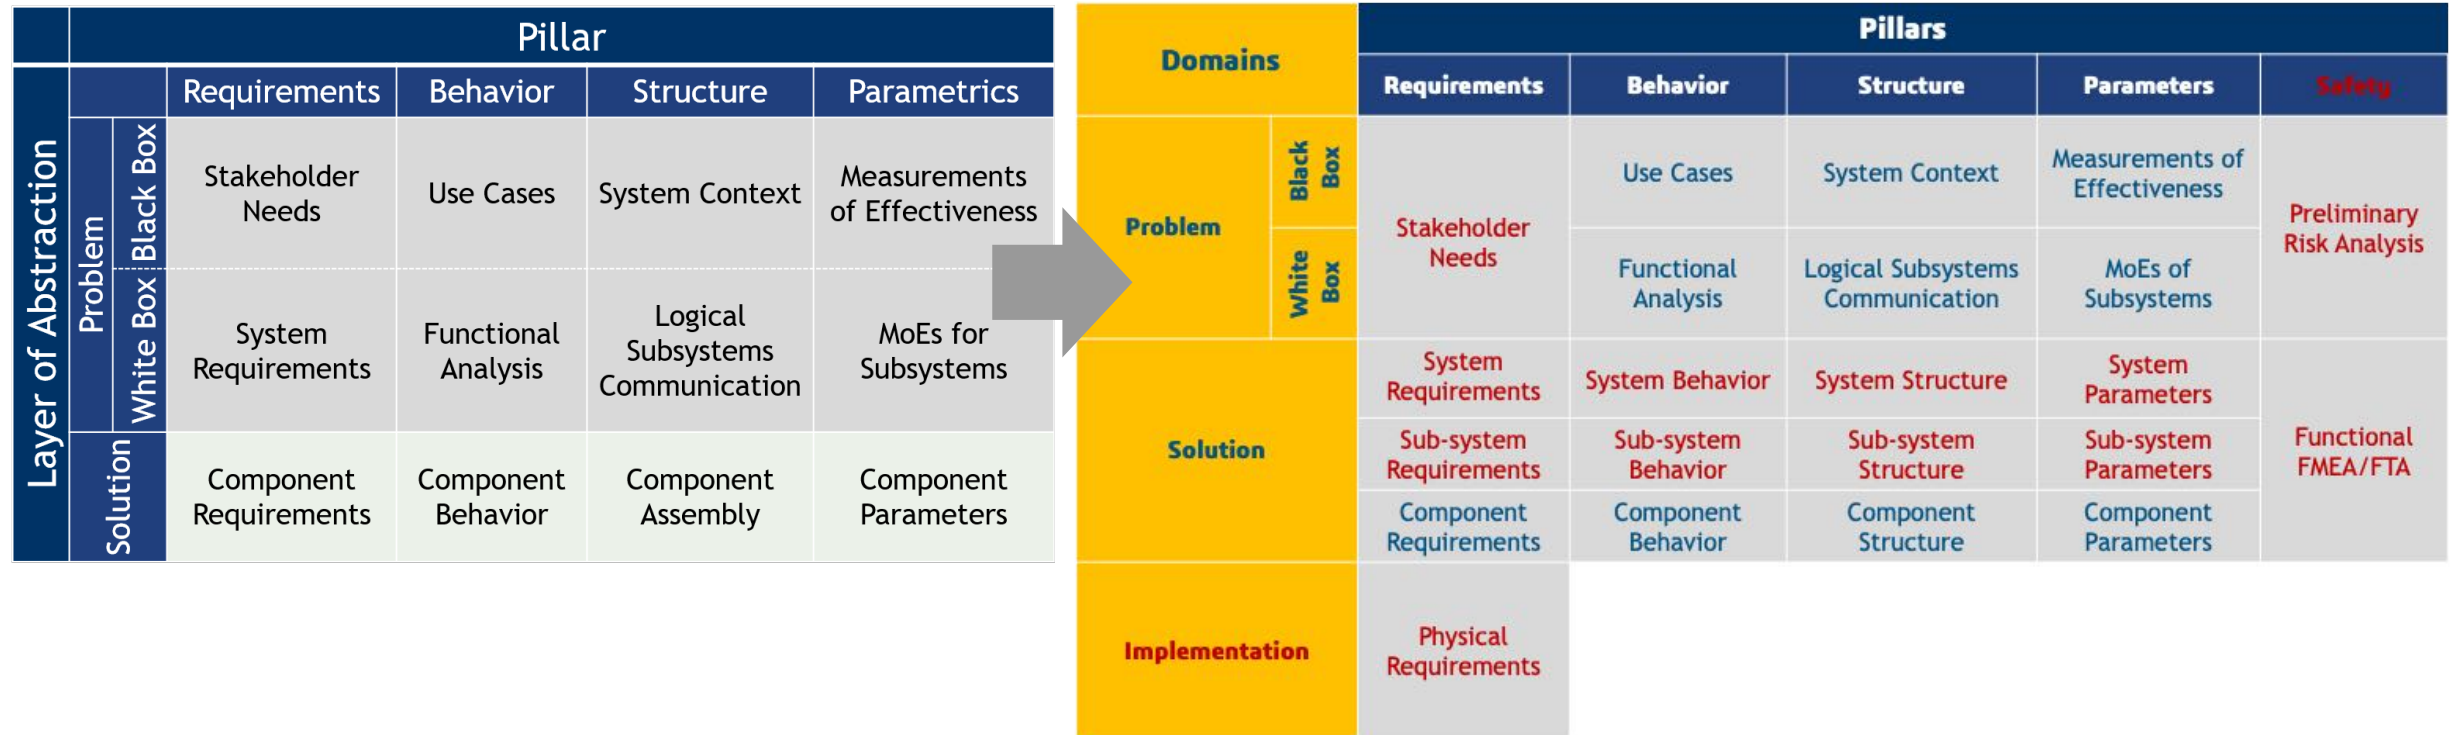 Pillar
Requirements Behavior Structure Parametrics
Layer of Abstraction
Problem
Black Box
Stakeholder
Needs
Use Cases
System Context
Measurements
of Effectiveness
White Box
System
Requirements
Functional
Analysis
Logical
Subsystems
Communication
MoEs for
Subsystems
Solution
Component
Requirements
Component
Behavior
Component
Assembly
Component
Parameters
Domains
Pillars
Requirements Behavior Structure Parameters Safety
Problem
Black
Box
White
Box
Stakeholder
Needs
Use Cases
System Context
Measurements of
Effectiveness
Preliminary
Risk Analysis
Functional
Analysis
Logical Subsystems
Communication
MoEs of
Subsystems
Solution
System
Requirements
System Behavior
System Structure
System
Parameters
Sub-system
Requirements
Sub-system
Behavior
Sub-system
Structure
Sub-system
Parameters
Functional
FMEA/FTA
Component
Requirements
Component
Behavior
Component
Structure
Component
Parameters
Implementation
Physical
Requirements